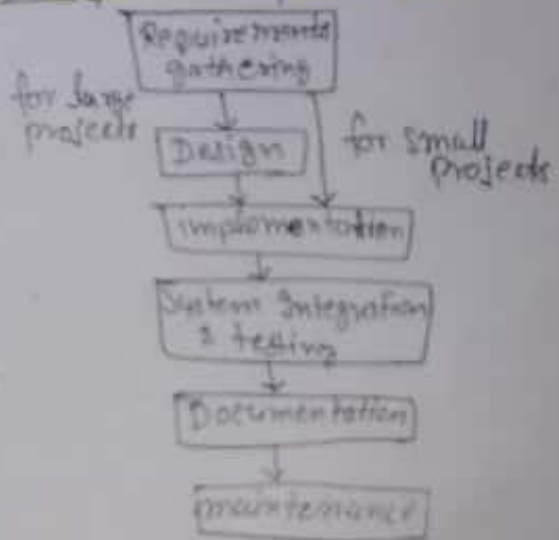 Requirements
gathering
for large
projects
Design
for small
projects
implementation
System Integration
& testing
Documentation
maintenance